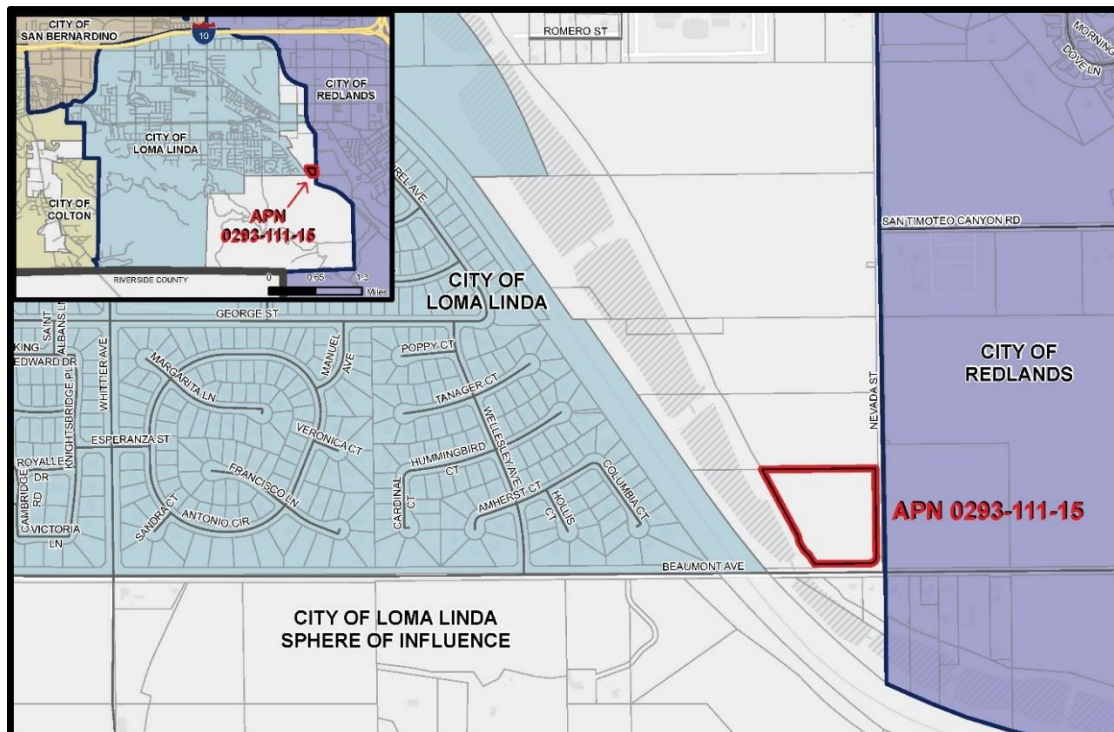 CITY OF
SAN BERNARDINO
10
CITY OF
REDLANDS
CITY OF
LOMA LINDA
CITY OF
COLTON
APN
0293-111-15
RIVERSIDE COUNTY
0
0.65
1.3
Miles
ROMERO ST
MORNING
DOVE LN
SAN TIMOTEO CANYON RD
CITY OF
LOMA LINDA
GEORGE ST
SAINT
ALBANS LN
KING
EDWARD DR
KNIGHTSBRIDGE PL
WHITTIER AVE
MARGARITA LN
MANUEL
AVE
POPPY CT
TANAGER CT
CITY OF
REDLANDS
NEVADA ST
ESPERANZA ST
VERONICA CT
HUMMINGBIRD
CT
WELLESLEY AVE
ROYALLE
DR
CAMBRIDGE
RD
FRANCISCO LN
CARDINAL
CT
AMHERST CT
HOLLIS
CT
COLUMBIA CT
APN 0293-111-15
VICTORIA
LN
SANDRA CT
ANTONIO CIR
BEAUMONT AVE
CITY OF LOMA LINDA
SPHERE OF INFLUENCE